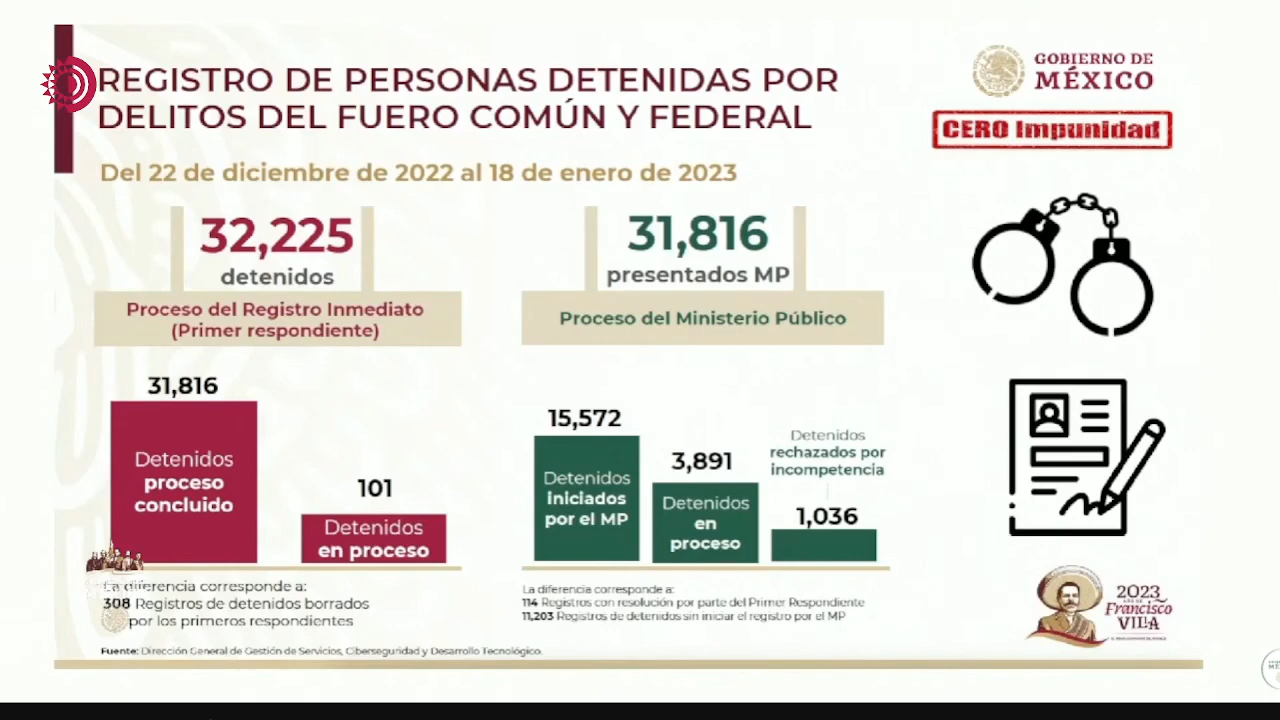 REGISTRO DE PERSONAS DETENIDAS POR
DELITOS DEL FUERO COMÚN Y FEDERAL
GOBIERNO DE
MÉXICO
CERO Impunidad
Del 22 de diciembre de 2022 al 18 de enero de 2023
32,225
detenidos
Proceso del Registro Inmediato
(Primer respondiente)
31,816
Detenidos
proceso
concluido
101
Detenidos
en proceso
La diferencia corresponde a:
308 Registros de detenidos borrados
por los primeros respondientes
31,816
presentados MP
Proceso del Ministerio Público
15,572
Detenidos
iniciados
por el MP
3,891
Detenidos
en
proceso
Detenidos
rechazados por
incompetencia
1,036
La diferencia corresponde a:
114 Registros con resolución por parte del Primer Respondiente
11,203 Registros de detenidos sin iniciar el registro por el MP
Fuente: Dirección General de Gestión de Servicios, Ciberseguridad y Desarrollo Tecnológico.
2023
Francisco
VILLA